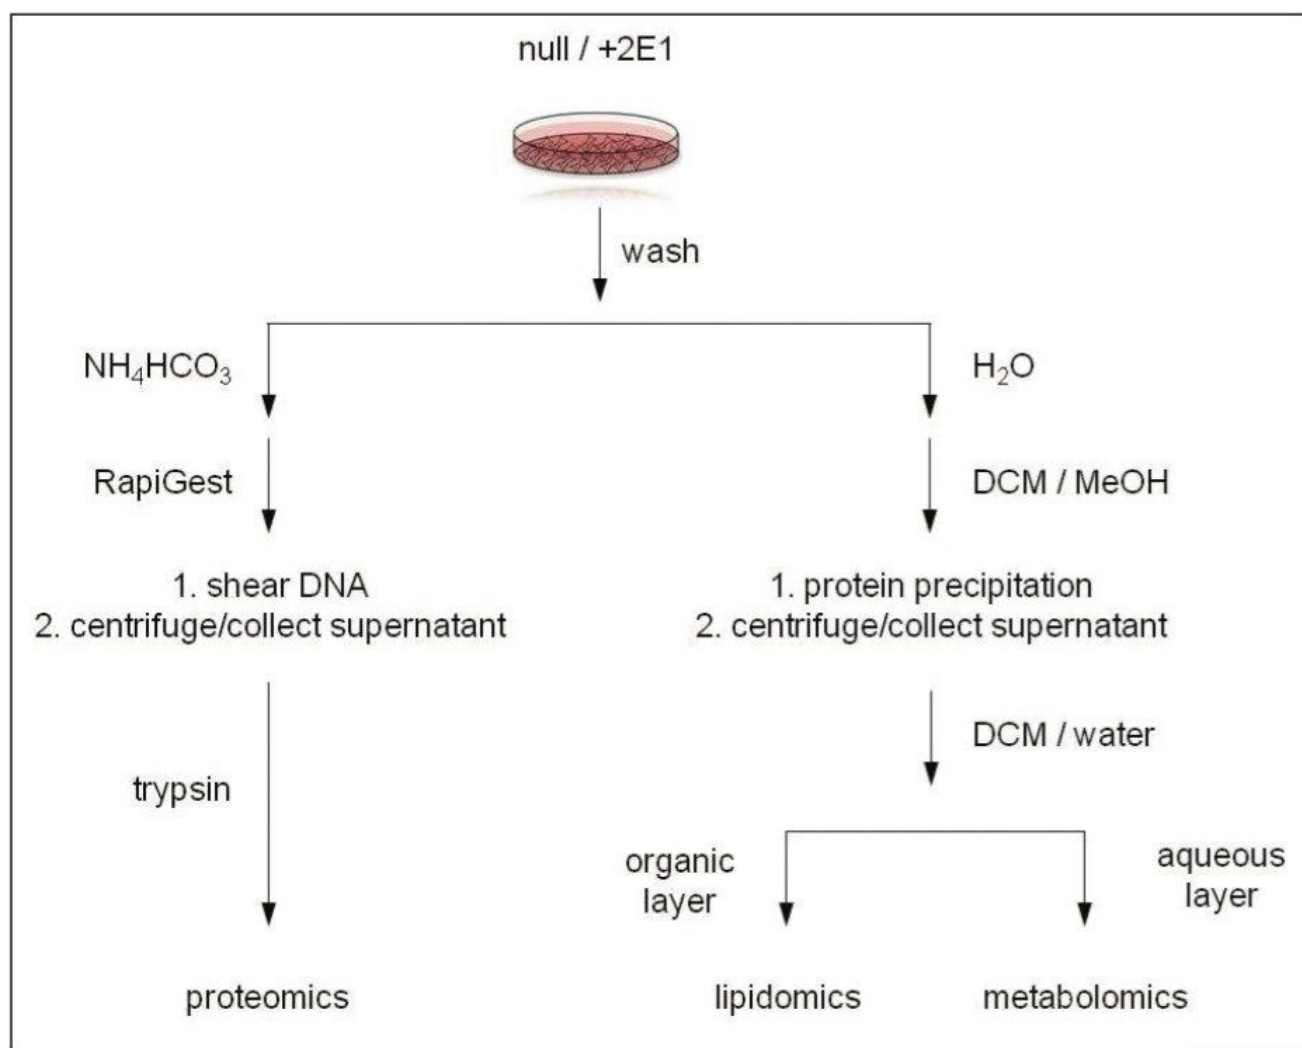 null / +2E1
wash
NH₄HCO₃
RapiGest
1. shear DNA
2. centrifuge/collect supernatant
trypsin
proteomics
H₂O
DCM / MeOH
1. protein precipitation
2. centrifuge/collect supernatant
DCM / water
organic
layer
aqueous
layer
lipidomics
metabolomics